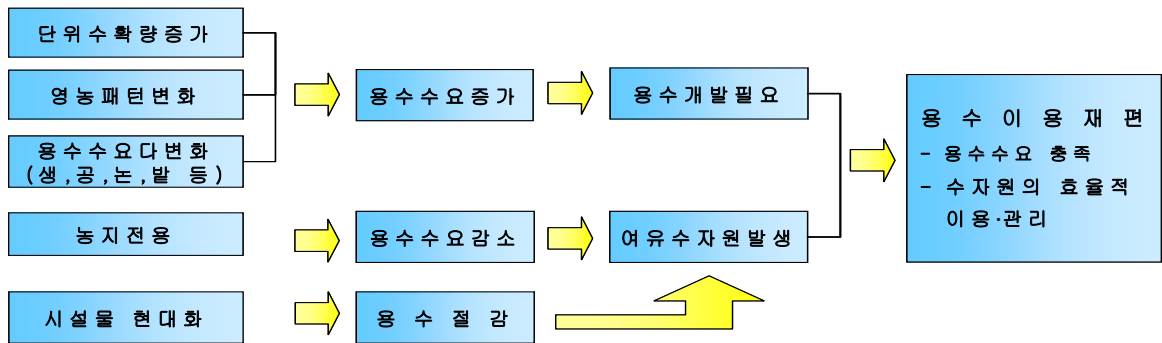 단위수확량증가
영농패턴변화
용수수요다변화
(생,공,논,밭 등)
용수수요증가
용수개발필요
농지전용
용수수요감소
여유수자원발생
시설물 현대화
용 수 절 감
용 수 이 용 재 편
- 용수수요 충족
- 수자원의 효율적
이용·관리